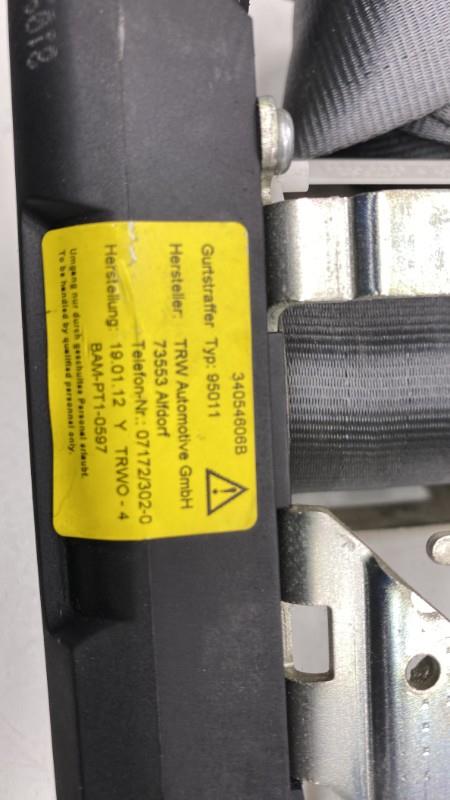 34054606B
Gurtstraffer Typ: 95011
Hersteller: TRW Automotive GmbH
73553 Alfdorf
Telefon-Nr.: 07172/302-0
Herstellung: 19.01.12 Y TRWO - 4
BAM-PT1-0597
Umgang nur durch geschultes Personal erlaubt.
To be handled by qualified personnel only.